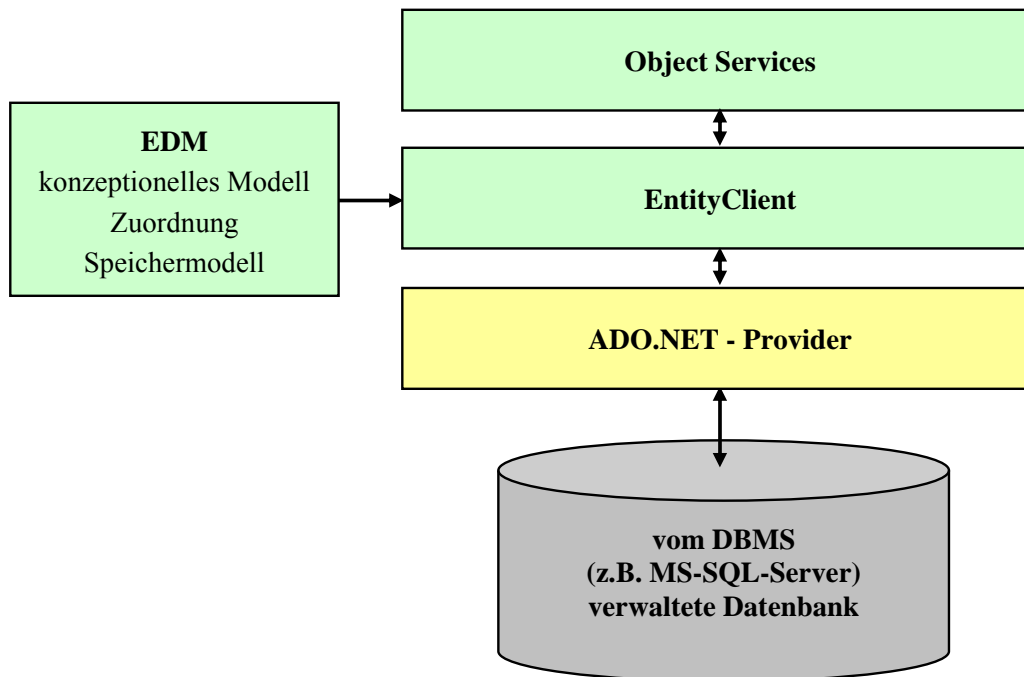 Object Services
EDM
konzeptionelles Modell
Zuordnung
Speichermodell
EntityClient
ADO.NET - Provider
vom DBMS
(z.B. MS-SQL-Server)
verwaltete Datenbank